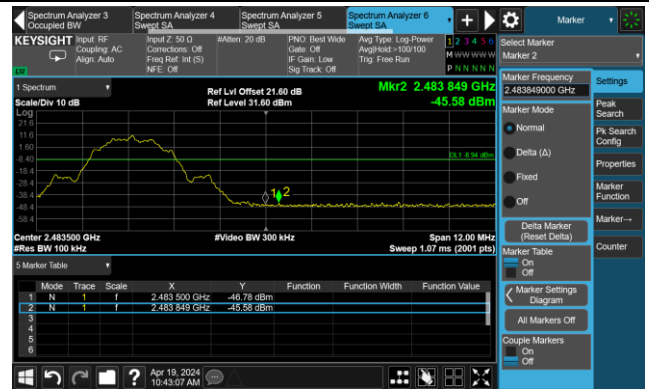 Spectrum Analyzer 3
Occupied BW
Spectrum Analyzer 4
Swept SA
Spectrum Analyzer 5
Swept SA
Spectrum Analyzer 6
Swept SA
Marker
KEYSIGHT
Input: RF
Coupling: AC
Align: Auto
Input Z: 50 Ω
Corrections: Off
Freq Ref: Int (S)
NFE: Off
#Atten: 20 dB
PNO: Best Wide
Gate: Off
IF Gain: Low
Sig Track: Off
Avg Type: Log-Power
Avg|Hold:>100/100
Trig: Free Run
1 2 3 4 5 6
M W W W W W
P N N N N N
LXI
1 Spectrum
Scale/Div 10 dB
Log
Ref Lvl Offset 21.60 dB
Ref Level 31.60 dBm
Mkr2 2.483 849 GHz
-45.58 dBm
21.6
11.6
1.60
-8.40
-18.4
-28.4
-38.4
-48.4
-58.4
DL1 -8.94 dBm
1 2
Center 2.483500 GHz
#Res BW 100 kHz
#Video BW 300 kHz
Span 12.00 MHz
Sweep 1.07 ms (2001 pts)
5 Marker Table
Mode Trace Scale X Y Function Function Width Function Value
1 N 1 f 2.483 500 GHz -46.78 dBm
2 N 1 f 2.483 849 GHz -45.58 dBm
3
4
5
6
Apr 19, 2024
10:43:07 AM
Select Marker
Marker 2
Marker Frequency
2.483849000 GHz
Marker Mode
Normal
Delta (Δ)
Fixed
Off
Delta Marker
(Reset Delta)
Marker Table
On
Off
Marker Settings
Diagram
All Markers Off
Couple Markers
On
Off
Settings
Peak
Search
Pk Search
Config
Properties
Marker
Function
Marker→
Counter